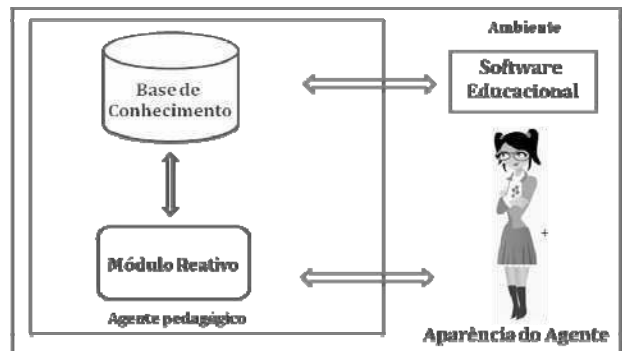 Ambiente
Base de
Conhecimento
Software
Educacional
Módulo Reativo
Agente pedagógico
Aparência do Agente